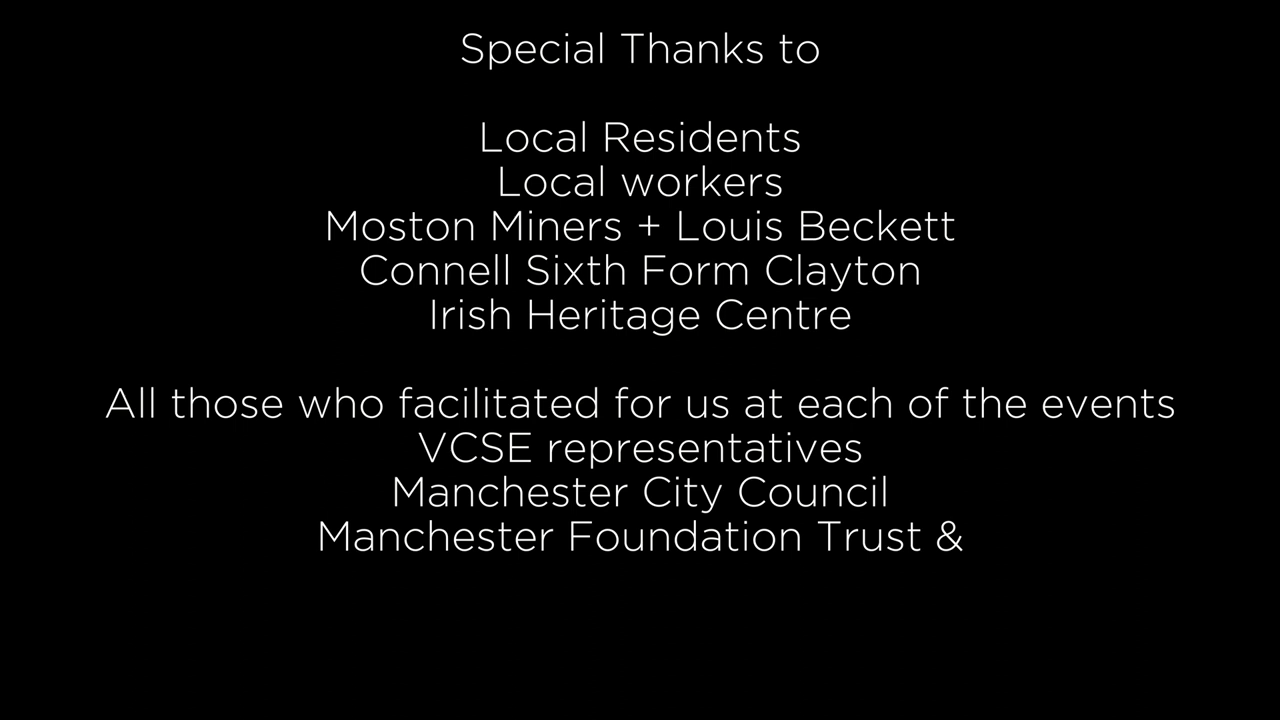 Special Thanks to
Local Residents
Local workers
Moston Miners + Louis Beckett
Connell Sixth Form Clayton
Irish Heritage Centre
All those who facilitated for us at each of the events
VCSE representatives
Manchester City Council
Manchester Foundation Trust &